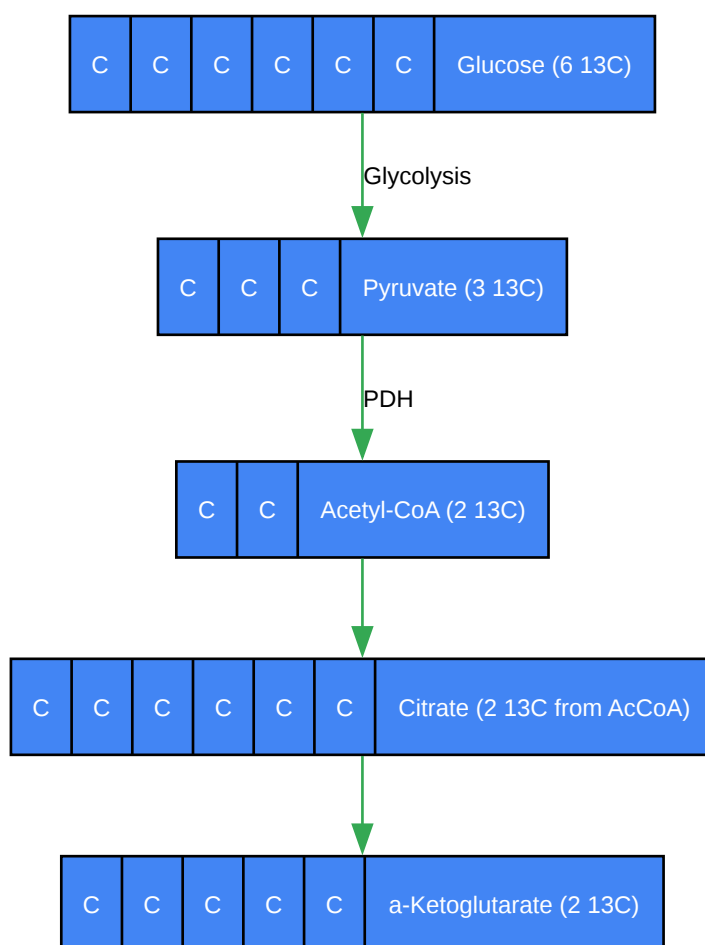 C C C C C C Glucose (6 13C)
Glycolysis
C C C Pyruvate (3 13C)
PDH
C C Acetyl-CoA (2 13C)
C C C C C C Citrate (2 13C from AcCoA)
C C C C C a-Ketoglutarate (2 13C)